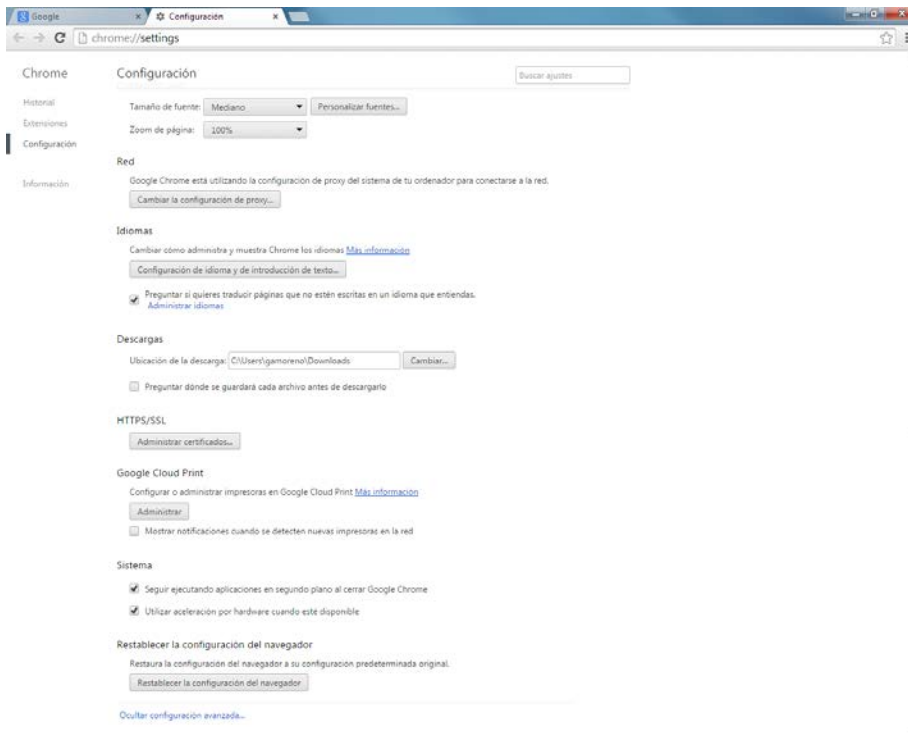 Google
Configuración
chrome://settings
Chrome
Historial
Extensiones
Configuración
Información
Configuración
Buscar ajustes
Tamaño de fuente: Mediano Personalizar fuentes...
Zoom de página: 100%
Red
Google Chrome está utilizando la configuración de proxy del sistema de tu ordenador para conectarse a la red.
Cambiar la configuración de proxy...
Idiomas
Cambiar cómo administra y muestra Chrome los idiomas Más información
Configuración de idioma y de introducción de texto...
Preguntar si quieres traducir páginas que no estén escritas en un idioma que entiendas.
Administrar idiomas
Descargas
Ubicación de la descarga: C:\Users\gamoreno\Downloads Cambiar...
Preguntar dónde se guardará cada archivo antes de descargarlo
HTTPS/SSL
Administrar certificados...
Google Cloud Print
Configurar o administrar impresoras en Google Cloud Print Más información
Administrar
Mostrar notificaciones cuando se detecten nuevas impresoras en la red
Sistema
Seguir ejecutando aplicaciones en segundo plano al cerrar Google Chrome
Utilizar aceleración por hardware cuando esté disponible
Restablecer la configuración del navegador
Restaura la configuración del navegador a su configuración predeterminada original.
Restablecer la configuración del navegador
Ocultar configuración avanzada...